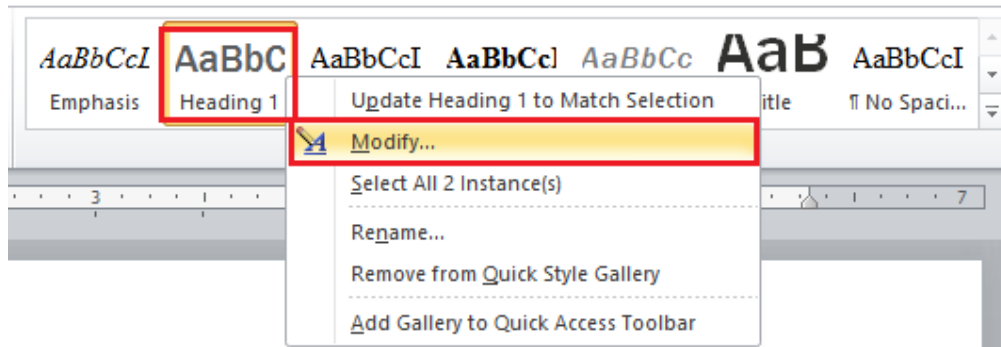 AaBbCcI AaBbC AaBbCcI AaBbCcI AaBbCc AaB AaBbCcI
Emphasis Heading 1 itle ¶ No Spaci...
Update Heading 1 to Match Selection
Modify...
Select All 2 Instance(s)
Rename...
Remove from Quick Style Gallery
Add Gallery to Quick Access Toolbar
3 7